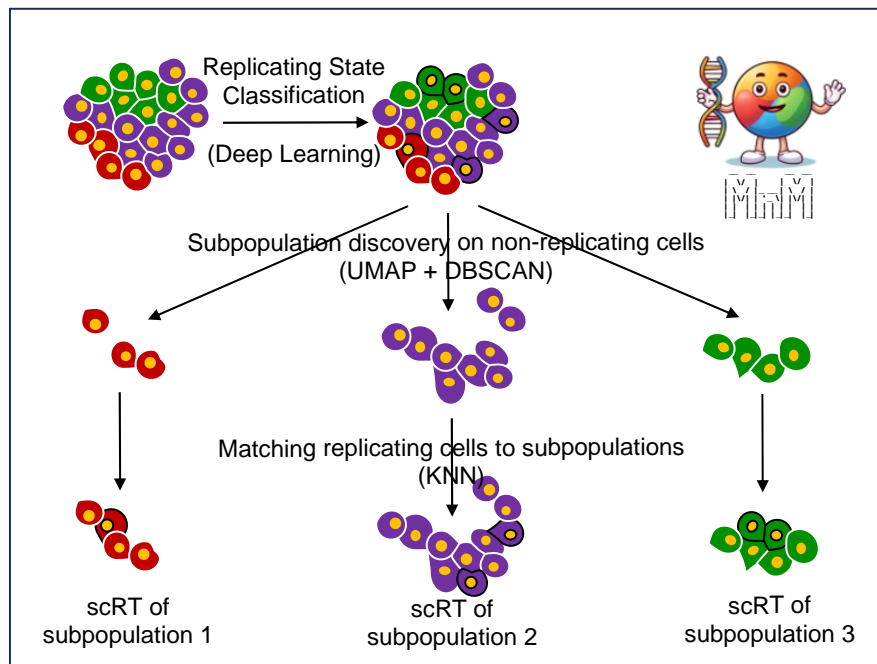 Replicating State
Classification
(Deep Learning)
MnM
Subpopulation discovery on non-replicating cells
(UMAP + DBSCAN)
Matching replicating cells to subpopulations
(KNN)
scRT of
subpopulation 1
scRT of
subpopulation 2
scRT of
subpopulation 3